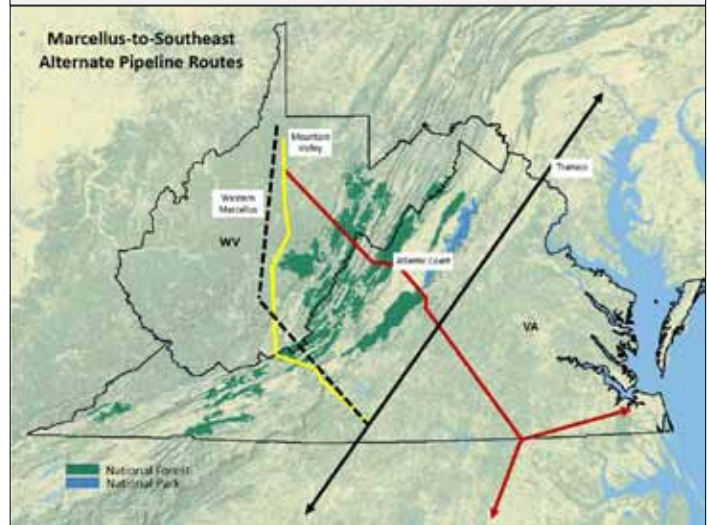 Marcellus-to-Southeast
Alternate Pipeline Routes
Mountain
Valley
Transco
Western
Marcellus
WV
Atlantic Coast
VA
National Forest
National Park